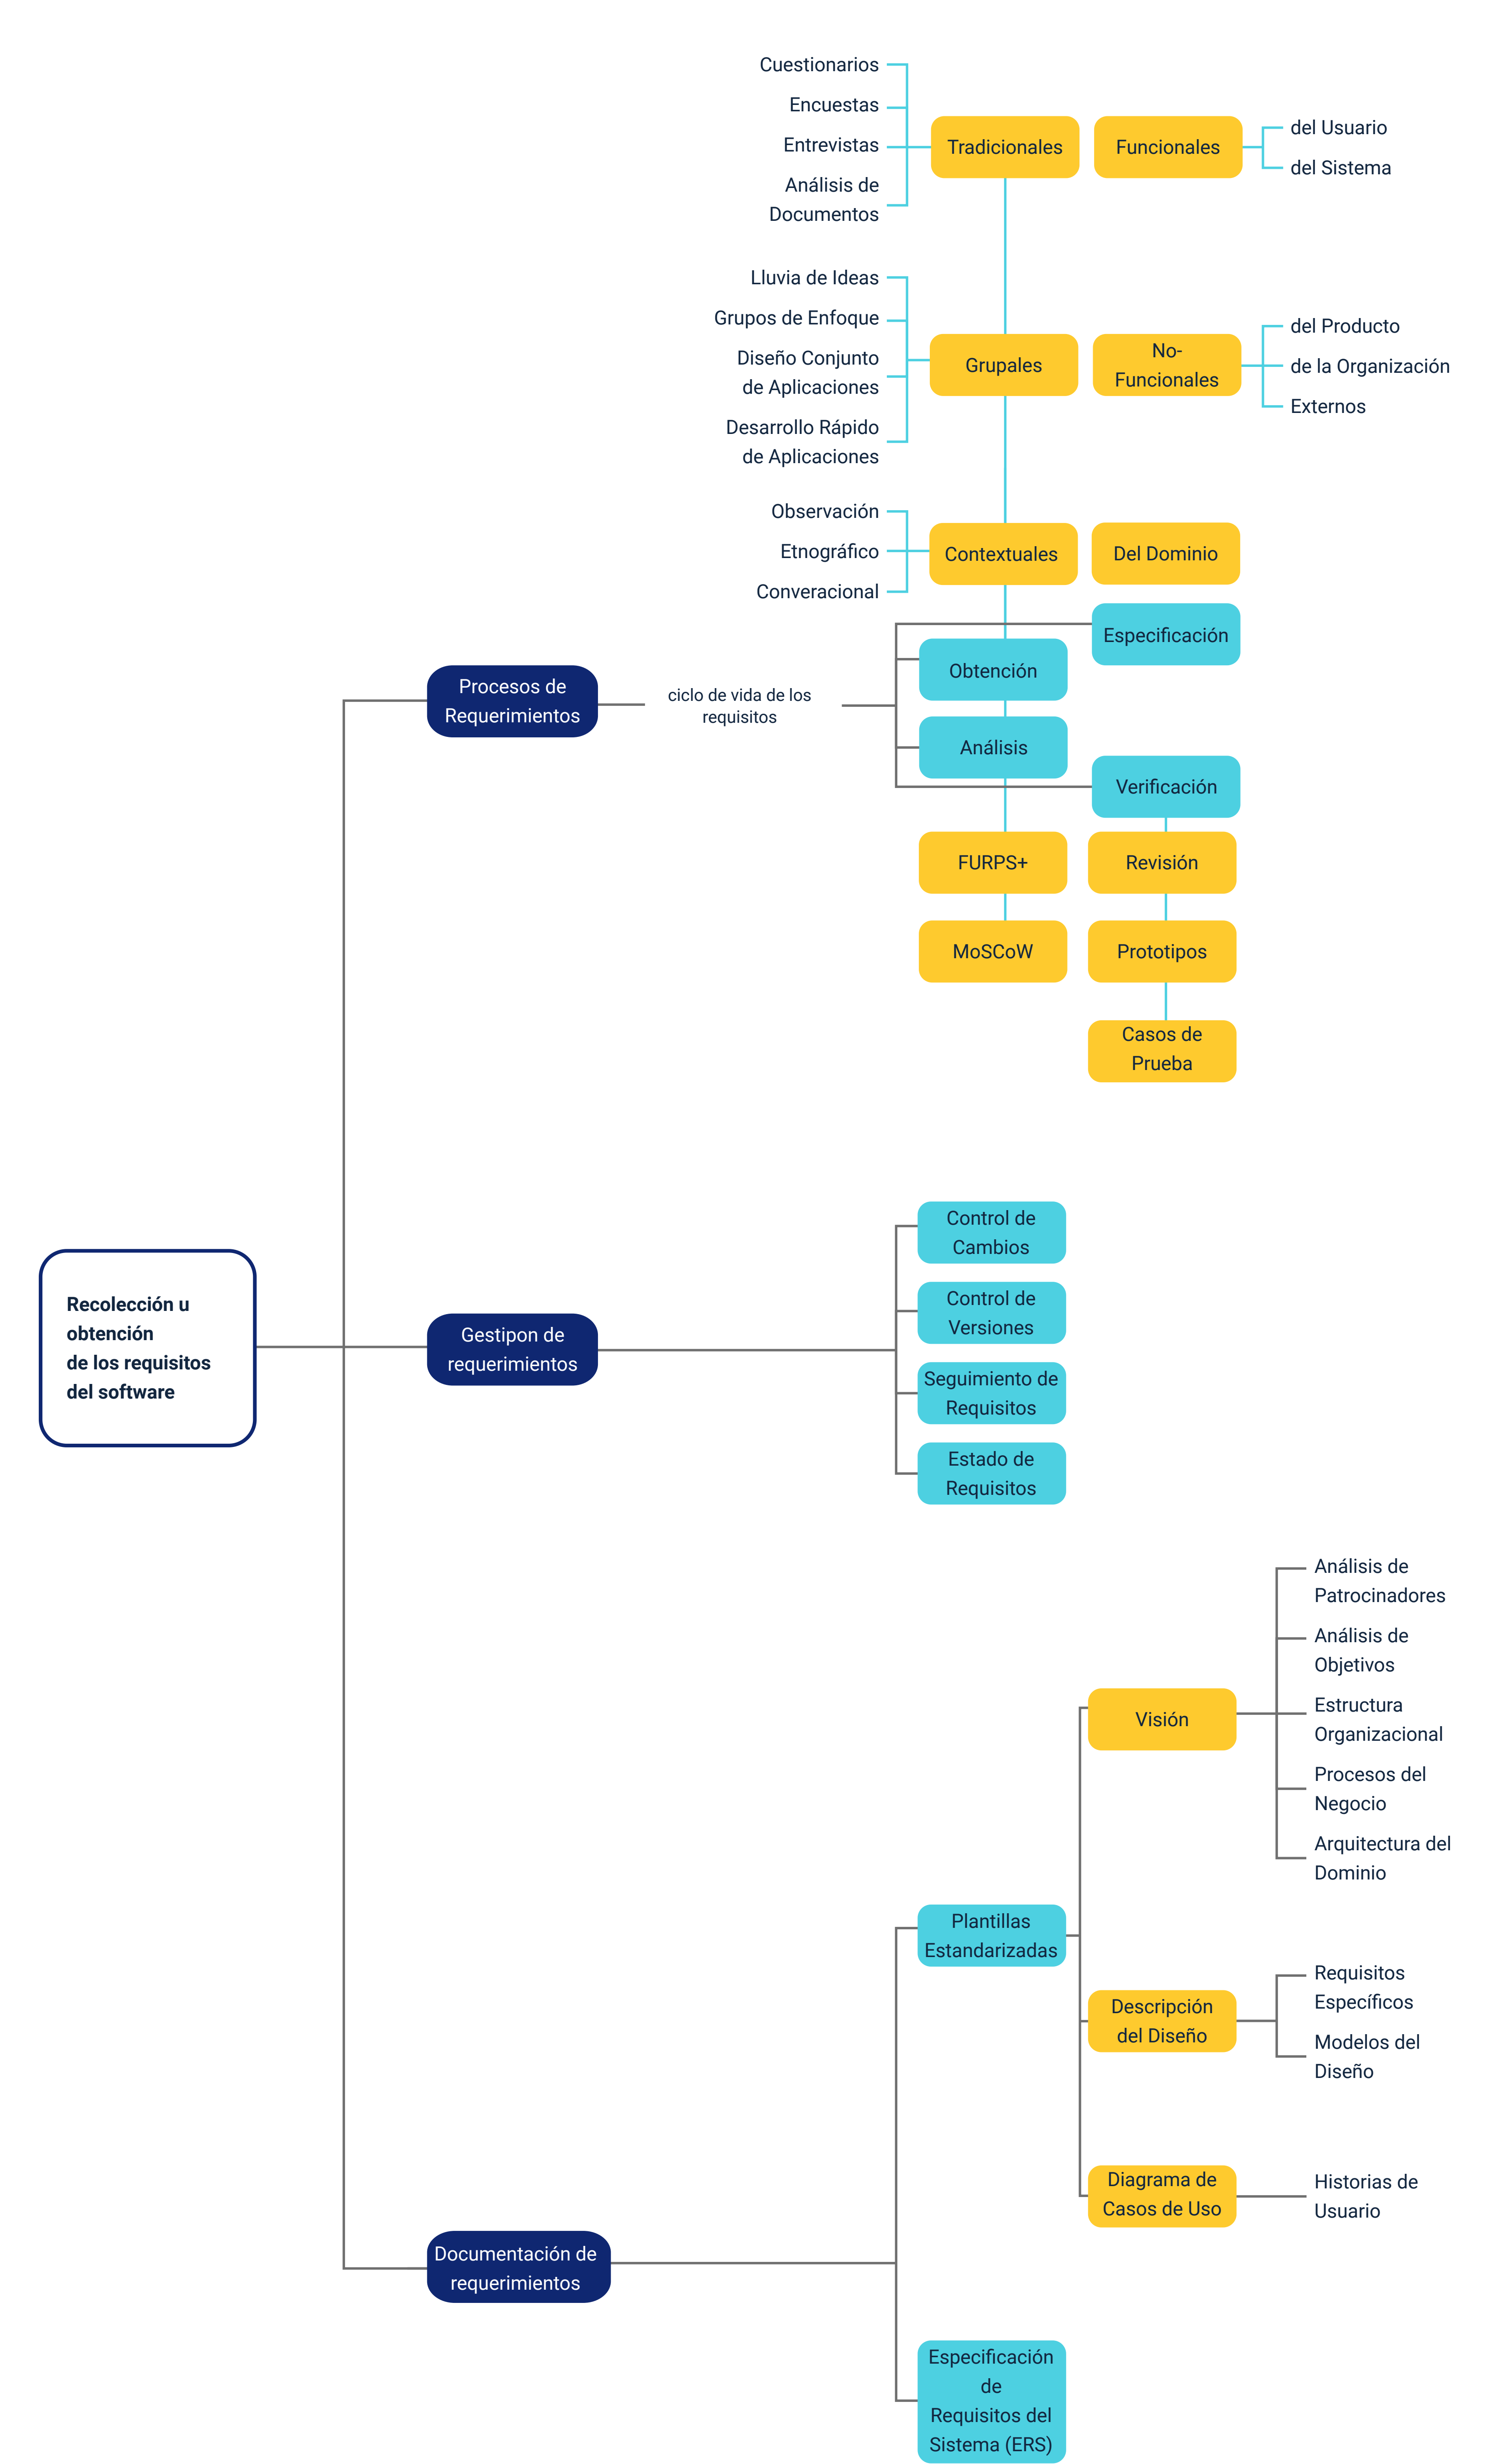 Cuestionarios
Encuestas
Entrevistas
Análisis de
Documentos
Tradicionales
Funcionales
del Usuario
del Sistema
Lluvia de Ideas
Grupos de Enfoque
Diseño Conjunto
de Aplicaciones
Desarrollo Rápido
de Aplicaciones
Grupales
No-
Funcionales
del Producto
de la Organización
Externos
Observación
Etnográfico
Converacional
Contextuales
Del Dominio
Especificación
Obtención
Procesos de
Requerimientos
ciclo de vida de los
requisitos
Análisis
Verificación
FURPS+
Revisión
MoSCoW
Prototipos
Casos de
Prueba
Recolección u
obtención
de los requisitos
del software
Gestipon de
requerimientos
Control de
Cambios
Control de
Versiones
Seguimiento de
Requisitos
Estado de
Requisitos
Análisis de
Patrocinadores
Análisis de
Objetivos
Estructura
Organizacional
Procesos del
Negocio
Arquitectura del
Dominio
Visión
Plantillas
Estandarizadas
Descripción
del Diseño
Requisitos
Específicos
Modelos del
Diseño
Diagrama de
Casos de Uso
Historias de
Usuario
Documentación de
requerimientos
Especificación
de
Requisitos del
Sistema (ERS)